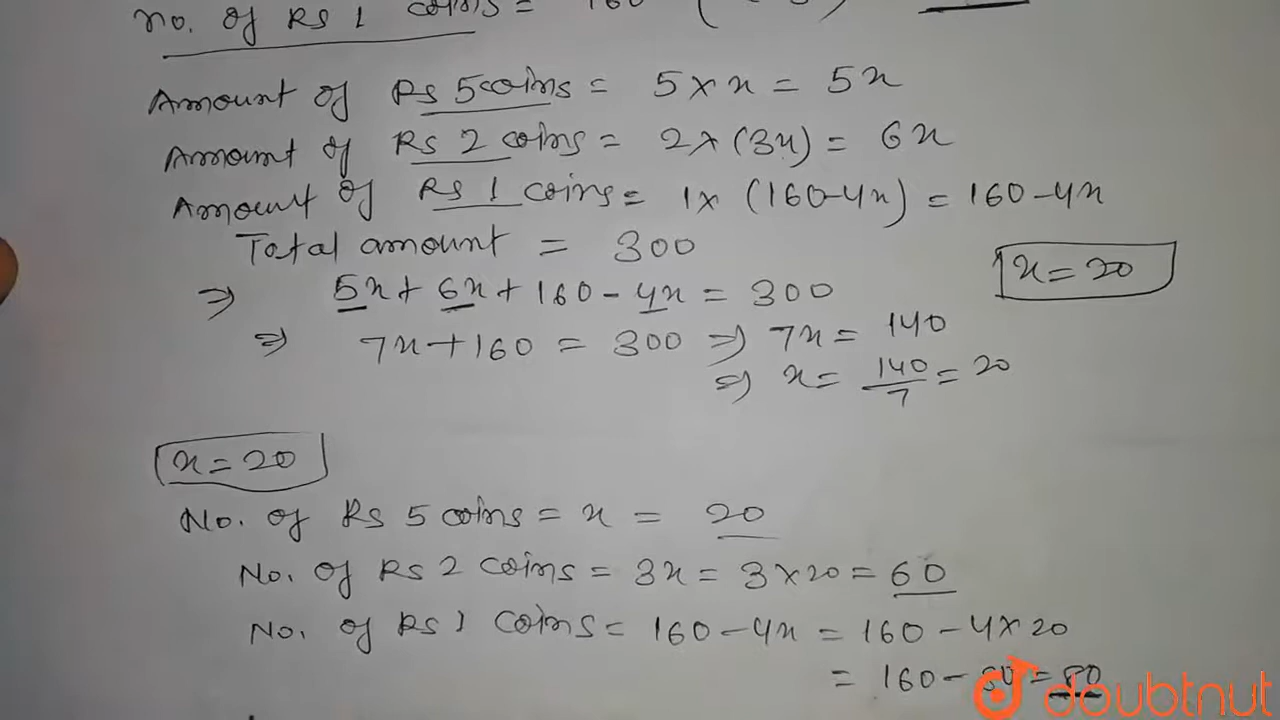 No. of Rs 1 coins = 160 (
Amount of Rs 5 coins = 5 × x = 5x
Amount of Rs 2 coins = 2 × (3x) = 6x
Amount of Rs 1 coins = 1 × (160-4x) = 160-4x
Total amount = 300
x = 20
⇒ 5x + 6x + 160 - 4x = 300
⇒ 7x + 160 = 300 ⇒ 7x = 140
⇒ x = 140/7 = 20
x = 20
No. of Rs 5 coins = x = 20
No. of Rs 2 coins = 3x = 3×20 = 60
No. of Rs 1 coins = 160 - 4x = 160 - 4×20
= 160 - 80 = 80
doubtnut